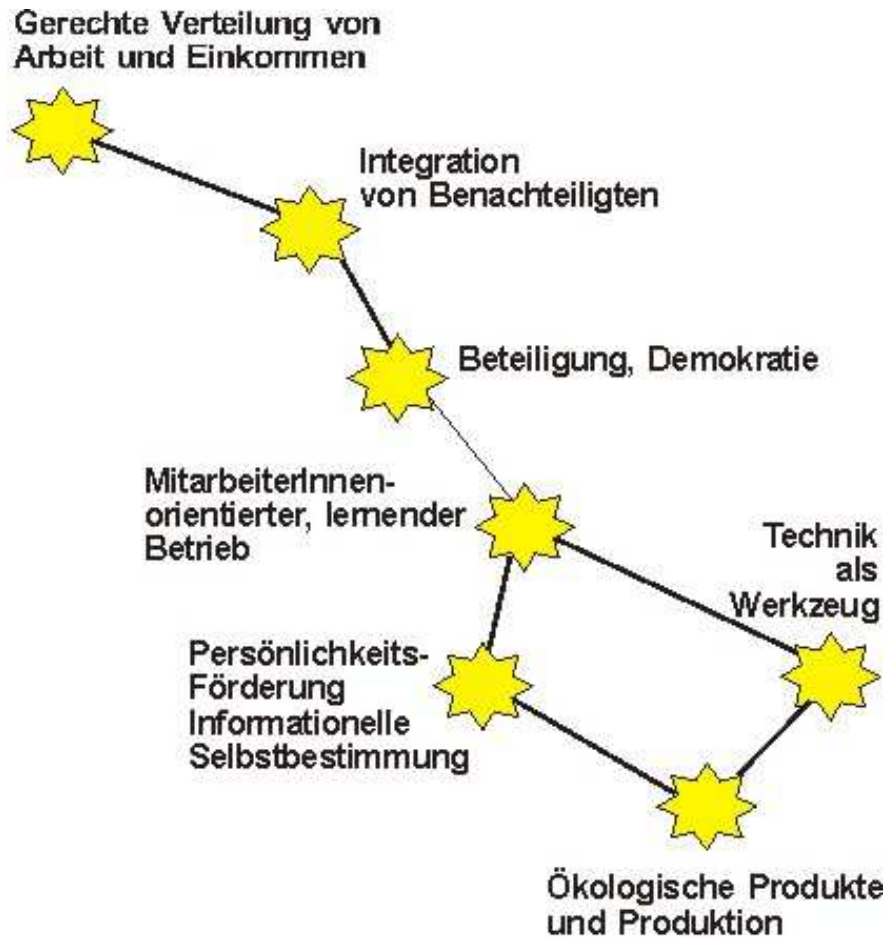 Gerechte Verteilung von
Arbeit und Einkommen
Integration
von Benachteiligten
Beteiligung, Demokratie
MitarbeiterInnen-
orientierter, lernender
Betrieb
Technik
als
Werkzeug
Persönlichkeits-
Förderung
Informationelle
Selbstbestimmung
Ökologische Produkte
und Produktion